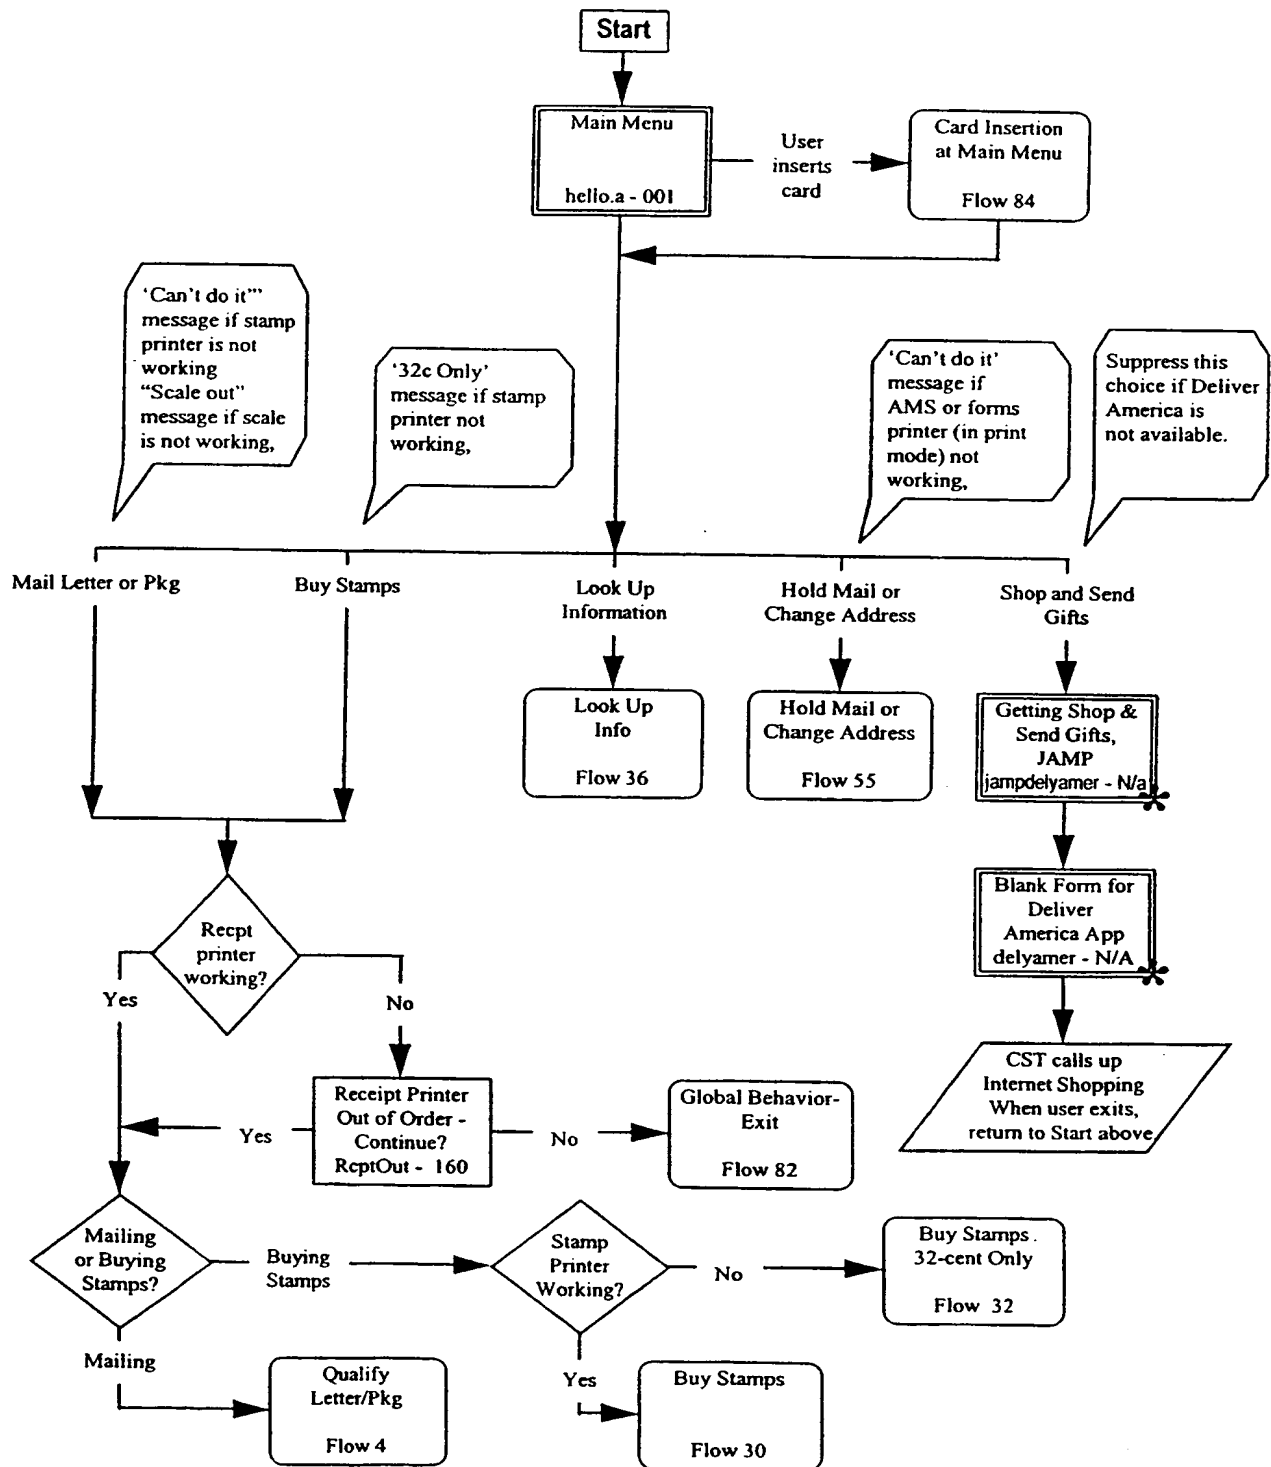 Start
Main Menu
hello.a - 001
User
inserts
card
Card Insertion
at Main Menu
Flow 84
'Can't do it"'
message if stamp
printer is not
working
"Scale out"
message if scale
is not working,
'32c Only'
message if stamp
printer not
working,
'Can't do it'
message if
AMS or forms
printer (in print
mode) not
working,
Suppress this
choice if Deliver
America is
not available.
Mail Letter or Pkg
Buy Stamps
Look Up
Information
Hold Mail or
Change Address
Shop and Send
Gifts
Look Up
Info
Flow 36
Hold Mail or
Change Address
Flow 55
Getting Shop &
Send Gifts,
JAMP
jampdelyamer - N/a
Blank Form for
Deliver
America App
delyamer - N/A
CST calls up
Internet Shopping
When user exits,
return to Start above.
Recpt
printer
working?
Yes
No
Receipt Printer
Out of Order -
Continue?
RcptOut - 160
Yes
No
Global Behavior-
Exit
Flow 82
Mailing
or Buying
Stamps?
Buying
Stamps
Stamp
Printer
Working?
No
Buy Stamps .
32-cent Only
Flow 32
Mailing
Qualify
Letter/Pkg
Flow 4
Yes
Buy Stamps
Flow 30